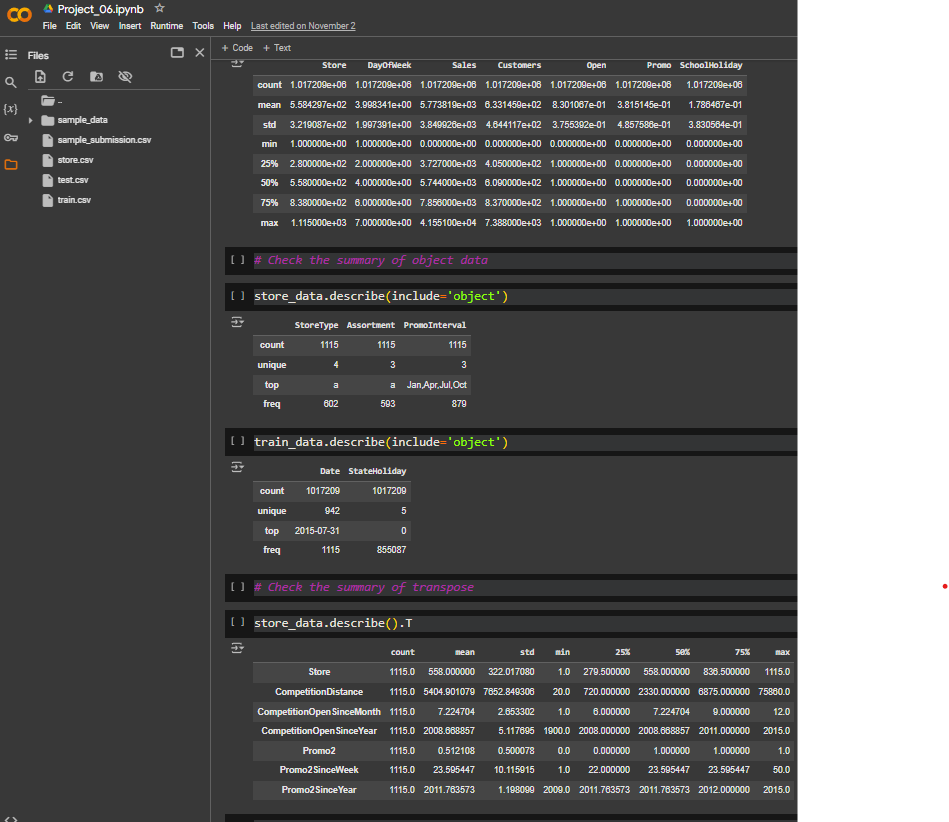 Project_06.ipynb
File Edit View Insert Runtime Tools Help Last edited on November 2
Files
+ Code + Text
..
sample_data
sample_submission.csv
store.csv
test.csv
train.csv
{x}
Store DayOfWeek Sales Customers Open Promo SchoolHoliday
count 1.017209e+06 1.017209e+06 1.017209e+06 1.017209e+06 1.017209e+06 1.017209e+06 1.017209e+06
mean 5.584297e+02 3.998341e+00 5.773819e+03 6.331459e+02 8.301067e-01 3.815145e-01 1.786467e-01
std 3.219087e+02 1.997391e+00 3.849926e+03 4.644117e+02 3.755392e-01 4.857586e-01 3.830564e-01
min 1.000000e+00 1.000000e+00 0.000000e+00 0.000000e+00 0.000000e+00 0.000000e+00 0.000000e+00
25% 2.800000e+02 2.000000e+00 3.727000e+03 4.050000e+02 1.000000e+00 0.000000e+00 0.000000e+00
50% 5.580000e+02 4.000000e+00 5.744000e+03 6.090000e+02 1.000000e+00 0.000000e+00 0.000000e+00
75% 8.380000e+02 6.000000e+00 7.856000e+03 8.370000e+02 1.000000e+00 1.000000e+00 0.000000e+00
max 1.115000e+03 7.000000e+00 4.155100e+04 7.388000e+03 1.000000e+00 1.000000e+00 1.000000e+00
[ ] # Check the summary of object data
[ ] store_data.describe(include='object')
StoreType Assortment PromoInterval
count 1115 1115 1115
unique 4 3 3
top a a Jan,Apr,Jul,Oct
freq 602 593 879
[ ] train_data.describe(include='object')
Date StateHoliday
count 1017209 1017209
unique 942 5
top 2015-07-31 0
freq 1115 855087
[ ] # Check the summary of transpose
[ ] store_data.describe().T
count mean std min 25% 50% 75% max
Store 1115.0 558.000000 322.017080 1.0 279.500000 558.000000 836.500000 1115.0
CompetitionDistance 1115.0 5404.901079 7652.849306 20.0 720.000000 2330.000000 6875.000000 75860.0
CompetitionOpenSinceMonth 1115.0 7.224704 2.653302 1.0 6.000000 7.224704 9.000000 12.0
CompetitionOpenSinceYear 1115.0 2008.668857 5.117695 1900.0 2008.000000 2008.668857 2011.000000 2015.0
Promo2 1115.0 0.512108 0.500078 0.0 0.000000 1.000000 1.000000 1.0
Promo2SinceWeek 1115.0 23.595447 10.115915 1.0 22.000000 23.595447 23.595447 50.0
Promo2SinceYear 1115.0 2011.763573 1.198099 2009.0 2011.763573 2011.763573 2012.000000 2015.0